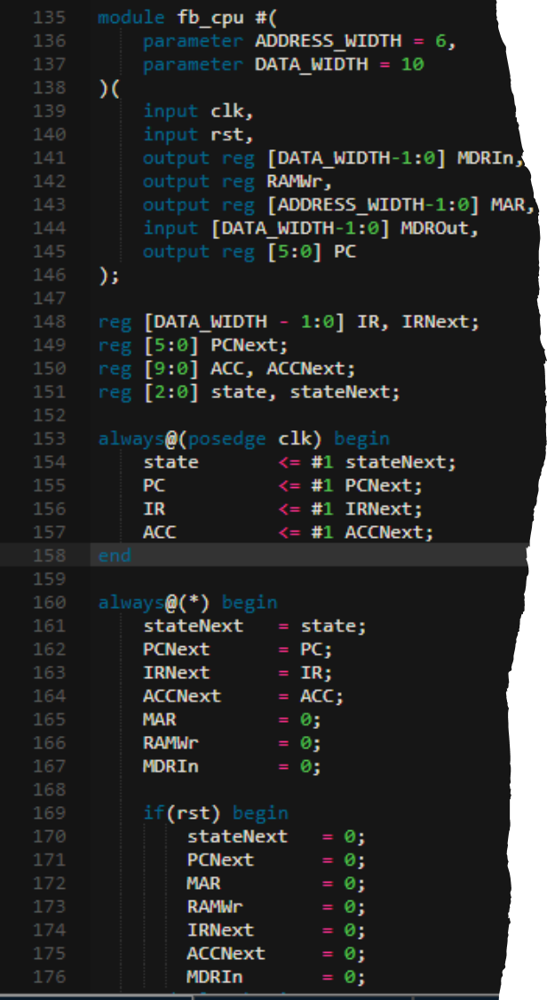 135 module fb_cpu #(
136 parameter ADDRESS_WIDTH = 6,
137 parameter DATA_WIDTH = 10
138 )(
139 input clk,
140 input rst,
141 output reg [DATA_WIDTH-1:0] MDRIn,
142 output reg RAMWr,
143 output reg [ADDRESS_WIDTH-1:0] MAR,
144 input [DATA_WIDTH-1:0] MDROut,
145 output reg [5:0] PC
146 );
147
148 reg [DATA_WIDTH - 1:0] IR, IRNext;
149 reg [5:0] PCNext;
150 reg [9:0] ACC, ACCNext;
151 reg [2:0] state, stateNext;
152
153 always@(posedge clk) begin
154 state <= #1 stateNext;
155 PC <= #1 PCNext;
156 IR <= #1 IRNext;
157 ACC <= #1 ACCNext;
158 end
159
160 always@(*) begin
161 stateNext = state;
162 PCNext = PC;
163 IRNext = IR;
164 ACCNext = ACC;
165 MAR = 0;
166 RAMWr = 0;
167 MDRIn = 0;
168
169 if(rst) begin
170 stateNext = 0;
171 PCNext = 0;
172 MAR = 0;
173 RAMWr = 0;
174 IRNext = 0;
175 ACCNext = 0;
176 MDRIn = 0;